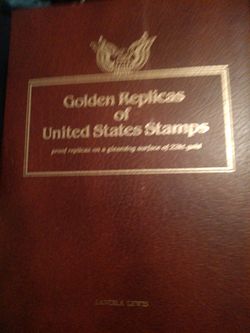 Golden Replicas
of
United States Stamps
proof replicas on a gleaming surface of 22kt gold